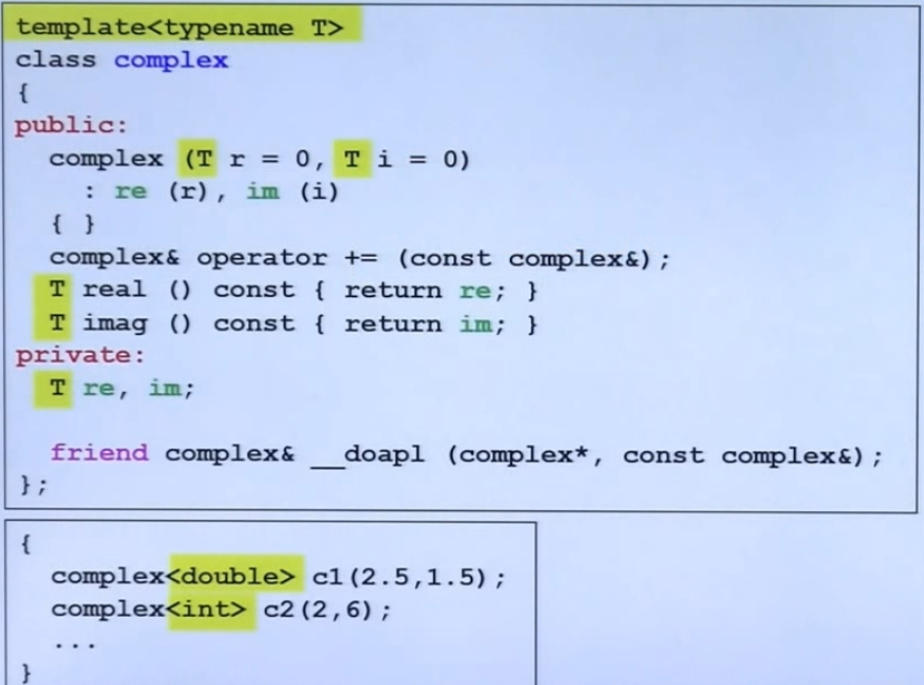 template<typename T>
class complex
{
public:
  complex (T r = 0, T i = 0)
    : re (r), im (i)
  { }
  complex& operator += (const complex&);
  T real () const { return re; }
  T imag () const { return im; }
private:
  T re, im;
  friend complex& __doapl (complex*, const complex&);
};
{
  complex<double> c1(2.5,1.5);
  complex<int> c2(2,6);
  ...
}